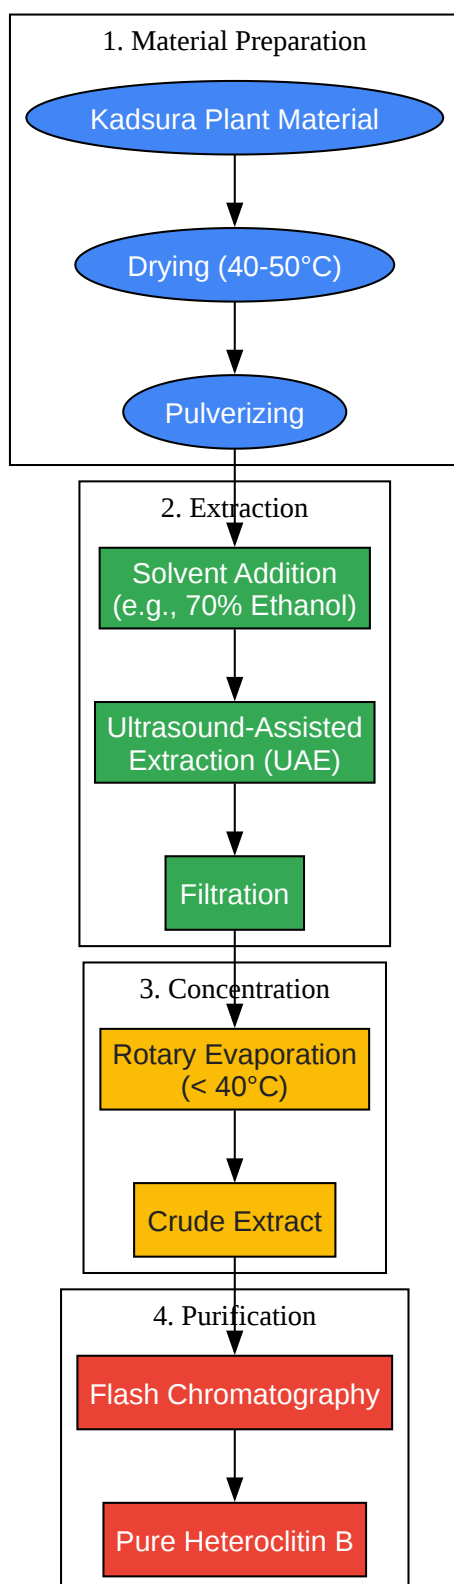 1. Material Preparation
Kadsura Plant Material
Drying (40-50°C)
Pulverizing
2. Extraction
Solvent Addition
(e.g., 70% Ethanol)
Ultrasound-Assisted
Extraction (UAE)
Filtration
3. Concentration
Rotary Evaporation
(< 40°C)
Crude Extract
4. Purification
Flash Chromatography
Pure Heteroclitin B